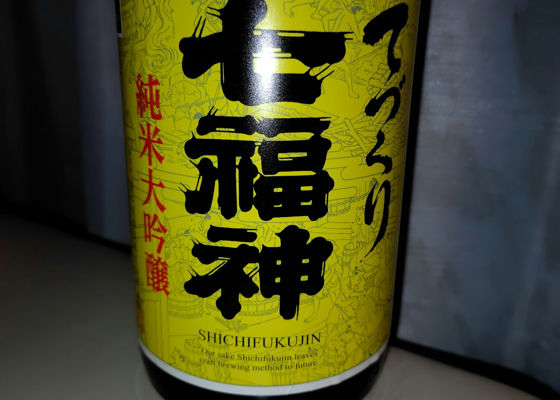 てづくり
七福神
純米大吟醸
SHICHIFUKUJIN
Our sake Shichifukujin leaves
craft brewing method to future